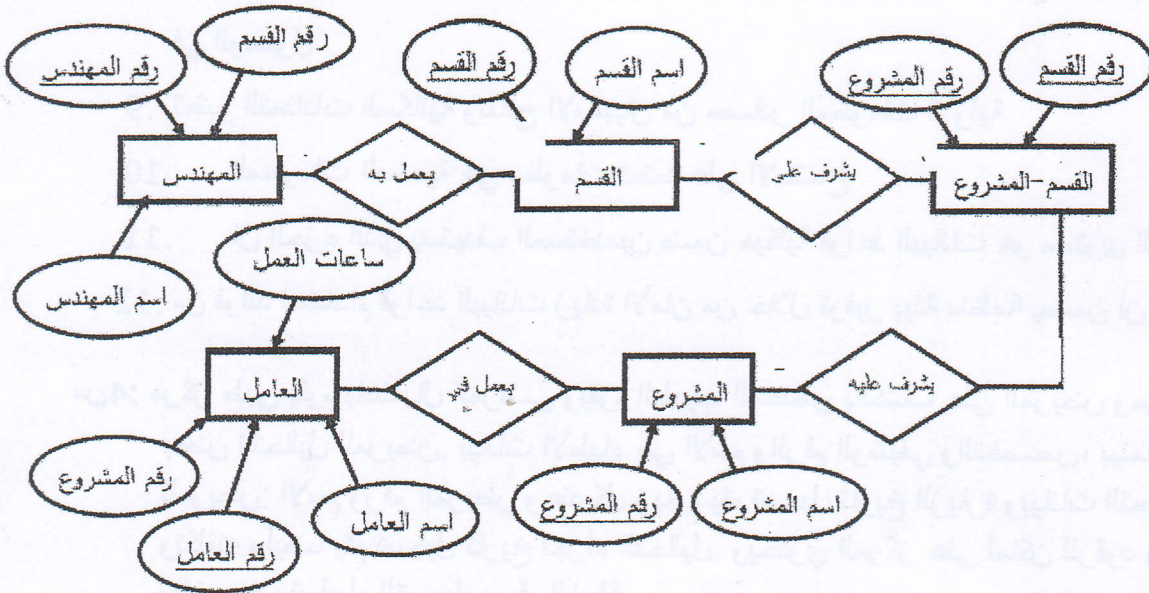 رقم القسم
رقم المهندس
اسم القسم
رقم القسم
رقم القسم
رقم المشروع
القسم-المشروع
يشرف على
القسم
يعمل به
المهندس
ساعات العمل
اسم المهندس
يشرف عليه
المشروع
يعمل في
العامل
رقم المشروع
رقم العامل
اسم العامل
رقم المشروع
اسم المشروع